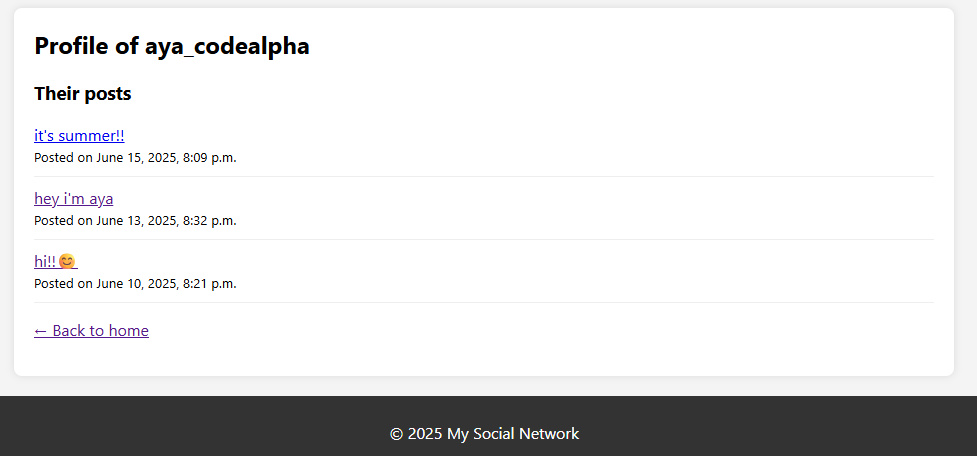 Profile of aya_codealpha
Their posts
it's summer!!
Posted on June 15, 2025, 8:09 p.m.
hey i'm aya
Posted on June 13, 2025, 8:32 p.m.
hi!!😊
Posted on June 10, 2025, 8:21 p.m.
← Back to home
© 2025 My Social Network